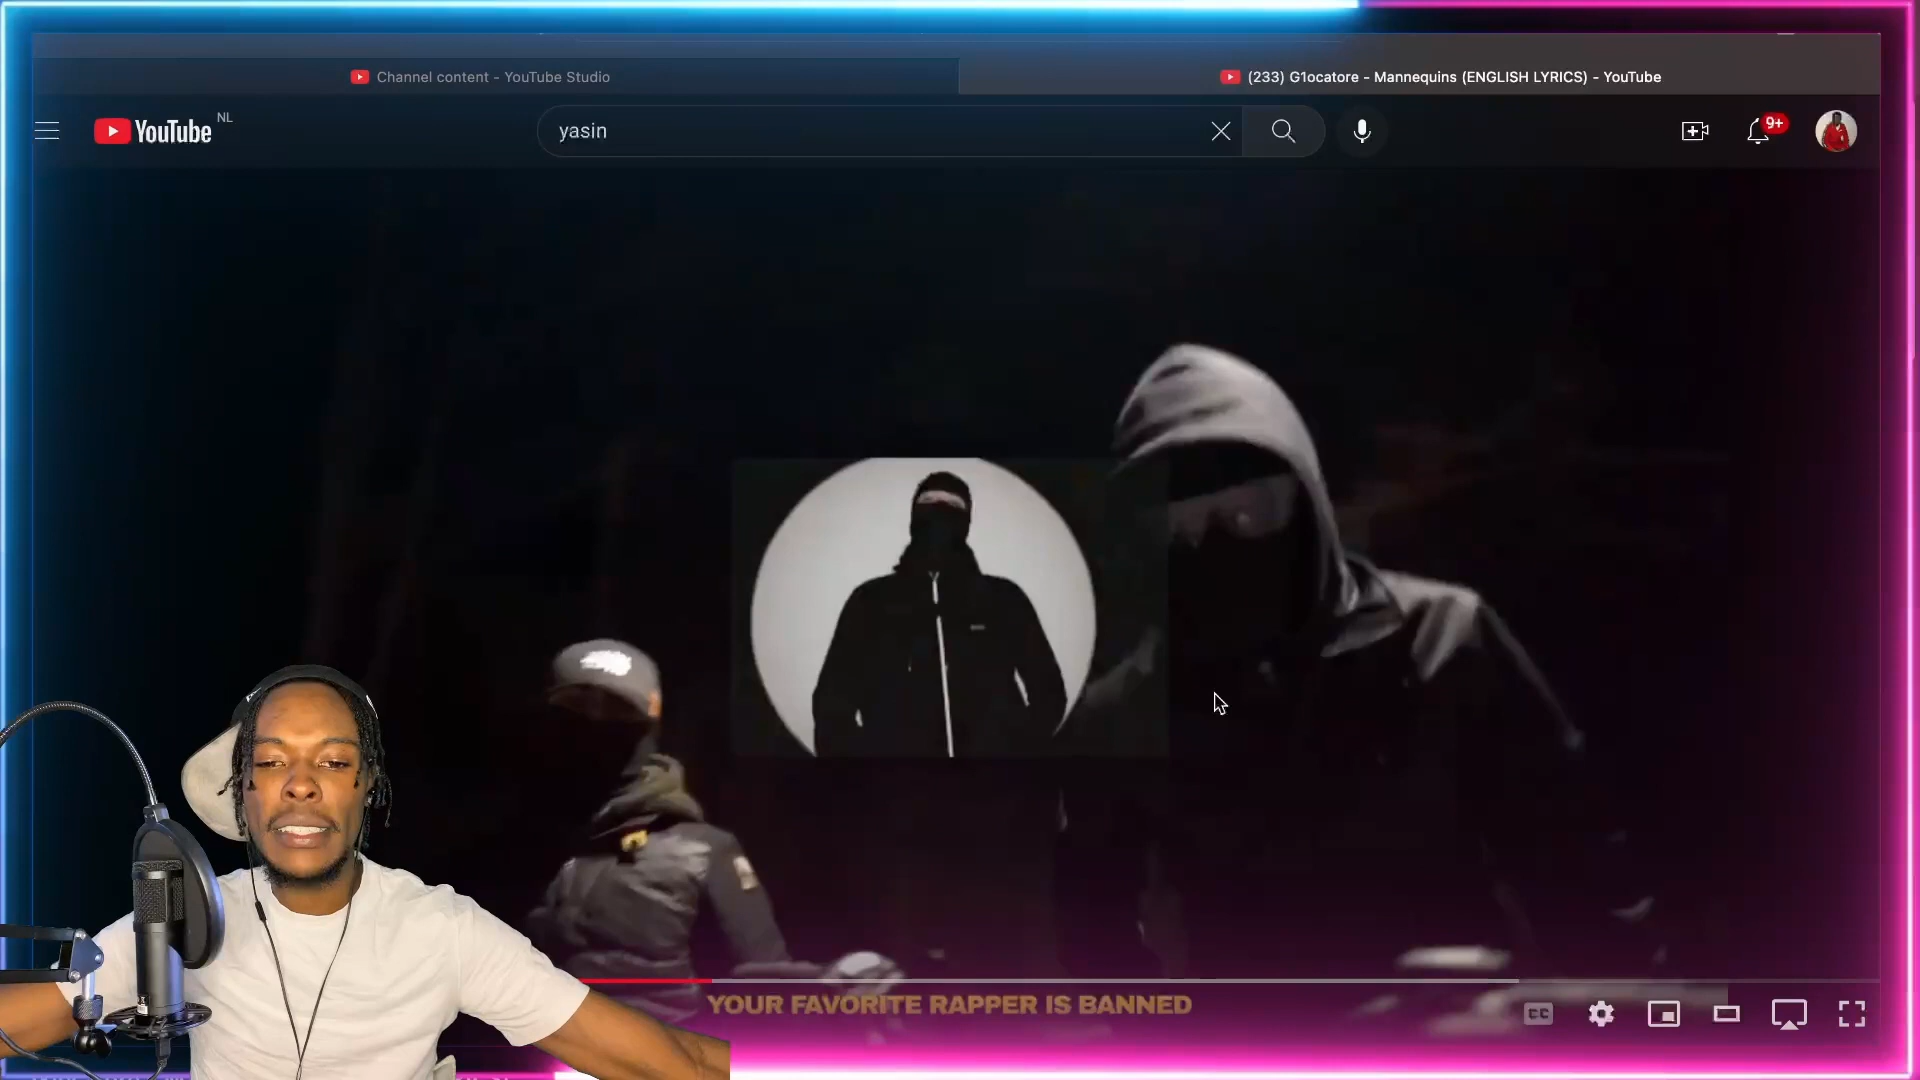 Channel content - YouTube Studio
(233) G1ocatore - Mannequins (ENGLISH LYRICS) - YouTube
YouTube NL
yasin
9+
YOUR FAVORITE RAPPER IS BANNED
CC